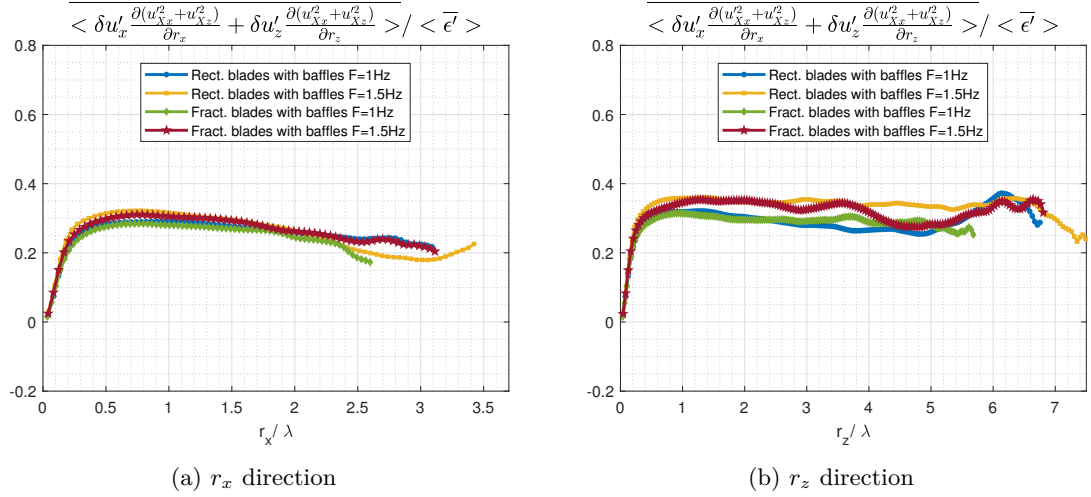 < δu′ₓ ∂(u′²_Xx+u′²_Xz)/∂rₓ + δu′_z ∂(u′²_Xx+u′²_Xz)/∂r_z >/ < ϵ′ >
0.8
0.6
0.4
0.2
0
-0.2
Rect. blades with baffles F=1Hz
Rect. blades with baffles F=1.5Hz
Fract. blades with baffles F=1Hz
Fract. blades with baffles F=1.5Hz
0 0.5 1 1.5 2 2.5 3 3.5
r_x/ λ
(a) rₓ direction
< δu′ₓ ∂(u′²_Xx+u′²_Xz)/∂rₓ + δu′_z ∂(u′²_Xx+u′²_Xz)/∂r_z >/ < ϵ′ >
0.8
0.6
0.4
0.2
0
-0.2
Rect. blades with baffles F=1Hz
Rect. blades with baffles F=1.5Hz
Fract. blades with baffles F=1Hz
Fract. blades with baffles F=1.5Hz
0 1 2 3 4 5 6 7
r_z/ λ
(b) r_z direction